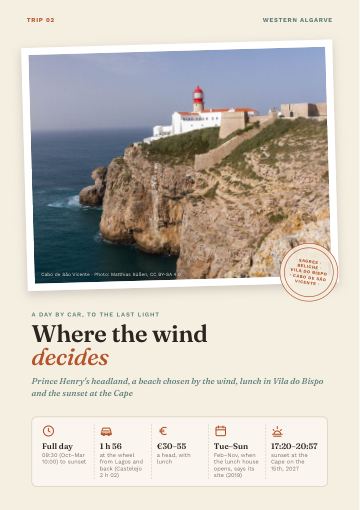 TRIP 02
WESTERN ALGARVE
Cabo de São Vicente · Photo: Matthias Süßen, CC BY-SA 4.0
SAGRES ·
BELICHE ·
VILA DO BISPO
· CABO DE SÃO
VICENTE ·
A DAY BY CAR, TO THE LAST LIGHT
Where the wind
decides
Prince Henry's headland, a beach chosen by the wind, lunch in Vila do Bispo
and the sunset at the Cape
Full day
09:30 (Oct–Mar
10:00) to sunset
1 h 56
at the wheel
from Lagos and
back (Castelejo
2 h 02)
€30–55
a head, with
lunch
Tue–Sun
Feb–Nov, when
the lunch house
opens, says its
site (2019)
17:20–20:57
sunset at the
Cape on the
15th, 2027